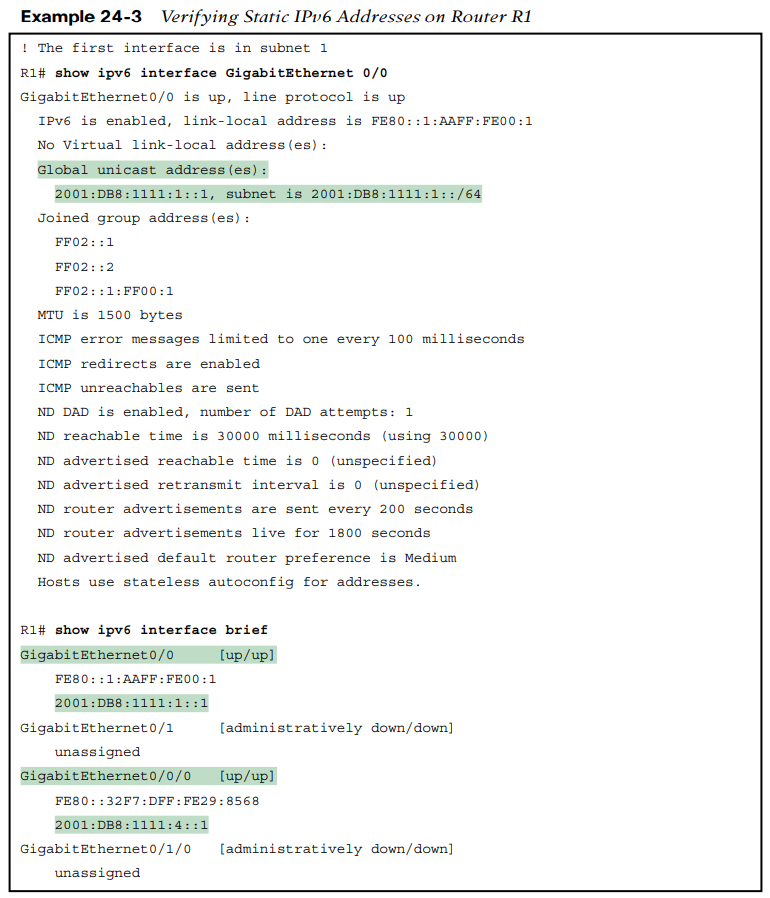 Example 24-3 Verifying Static IPv6 Addresses on Router R1
! The first interface is in subnet 1
R1# show ipv6 interface GigabitEthernet 0/0
GigabitEthernet0/0 is up, line protocol is up
IPv6 is enabled, link-local address is FE80::1:AAFF:FE00:1
No Virtual link-local address(es):
Global unicast address(es):
2001:DB8:1111:1::1, subnet is 2001:DB8:1111:1::/64
Joined group address(es):
FF02::1
FF02::2
FF02::1:FF00:1
MTU is 1500 bytes
ICMP error messages limited to one every 100 milliseconds
ICMP redirects are enabled
ICMP unreachables are sent
ND DAD is enabled, number of DAD attempts: 1
ND reachable time is 30000 milliseconds (using 30000)
ND advertised reachable time is 0 (unspecified)
ND advertised retransmit interval is 0 (unspecified)
ND router advertisements are sent every 200 seconds
ND router advertisements live for 1800 seconds
ND advertised default router preference is Medium
Hosts use stateless autoconfig for addresses.
R1# show ipv6 interface brief
GigabitEthernet0/0 [up/up]
FE80::1:AAFF:FE00:1
2001:DB8:1111:1::1
GigabitEthernet0/1 [administratively down/down]
unassigned
GigabitEthernet0/0/0 [up/up]
FE80::32F7:DFF:FE29:8568
2001:DB8:1111:4::1
GigabitEthernet0/1/0 [administratively down/down]
unassigned